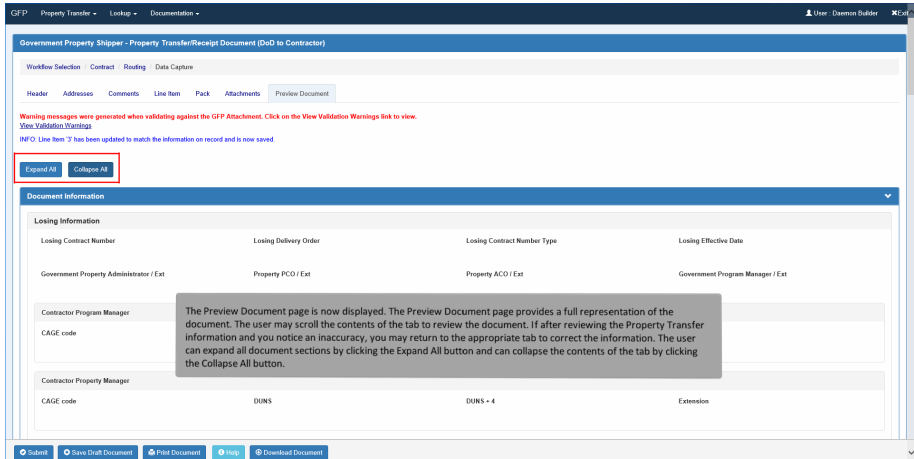 GFP Property Transfer Lookup Documentation User : Daemon Builder Exit
Government Property Shipper - Property Transfer/Receipt Document (DoD to Contractor)
Workflow Selection / Contract / Routing / Data Capture
Header Addresses Comments Line Item Pack Attachments Preview Document
Warning messages were generated when validating against the GFP Attachment. Click on the View Validation Warnings link to view.
View Validation Warnings
INFO: Line Item '3' has been updated to match the information on record and is now saved.
Expand All Collapse All
Document Information
Losing Information
Losing Contract Number Losing Delivery Order Losing Contract Number Type Losing Effective Date
Government Property Administrator / Ext Property PCO / Ext Property ACO / Ext Government Program Manager / Ext
Contractor Program Manager
CAGE code
The Preview Document page is now displayed. The Preview Document page provides a full representation of the
document. The user may scroll the contents of the tab to review the document. If after reviewing the Property Transfer
information and you notice an inaccuracy, you may return to the appropriate tab to correct the information. The user
can expand all document sections by clicking the Expand All button and can collapse the contents of the tab by clicking
the Collapse All button.
Contractor Property Manager
CAGE code DUNS DUNS + 4 Extension
Submit Save Draft Document Print Document Help Download Document